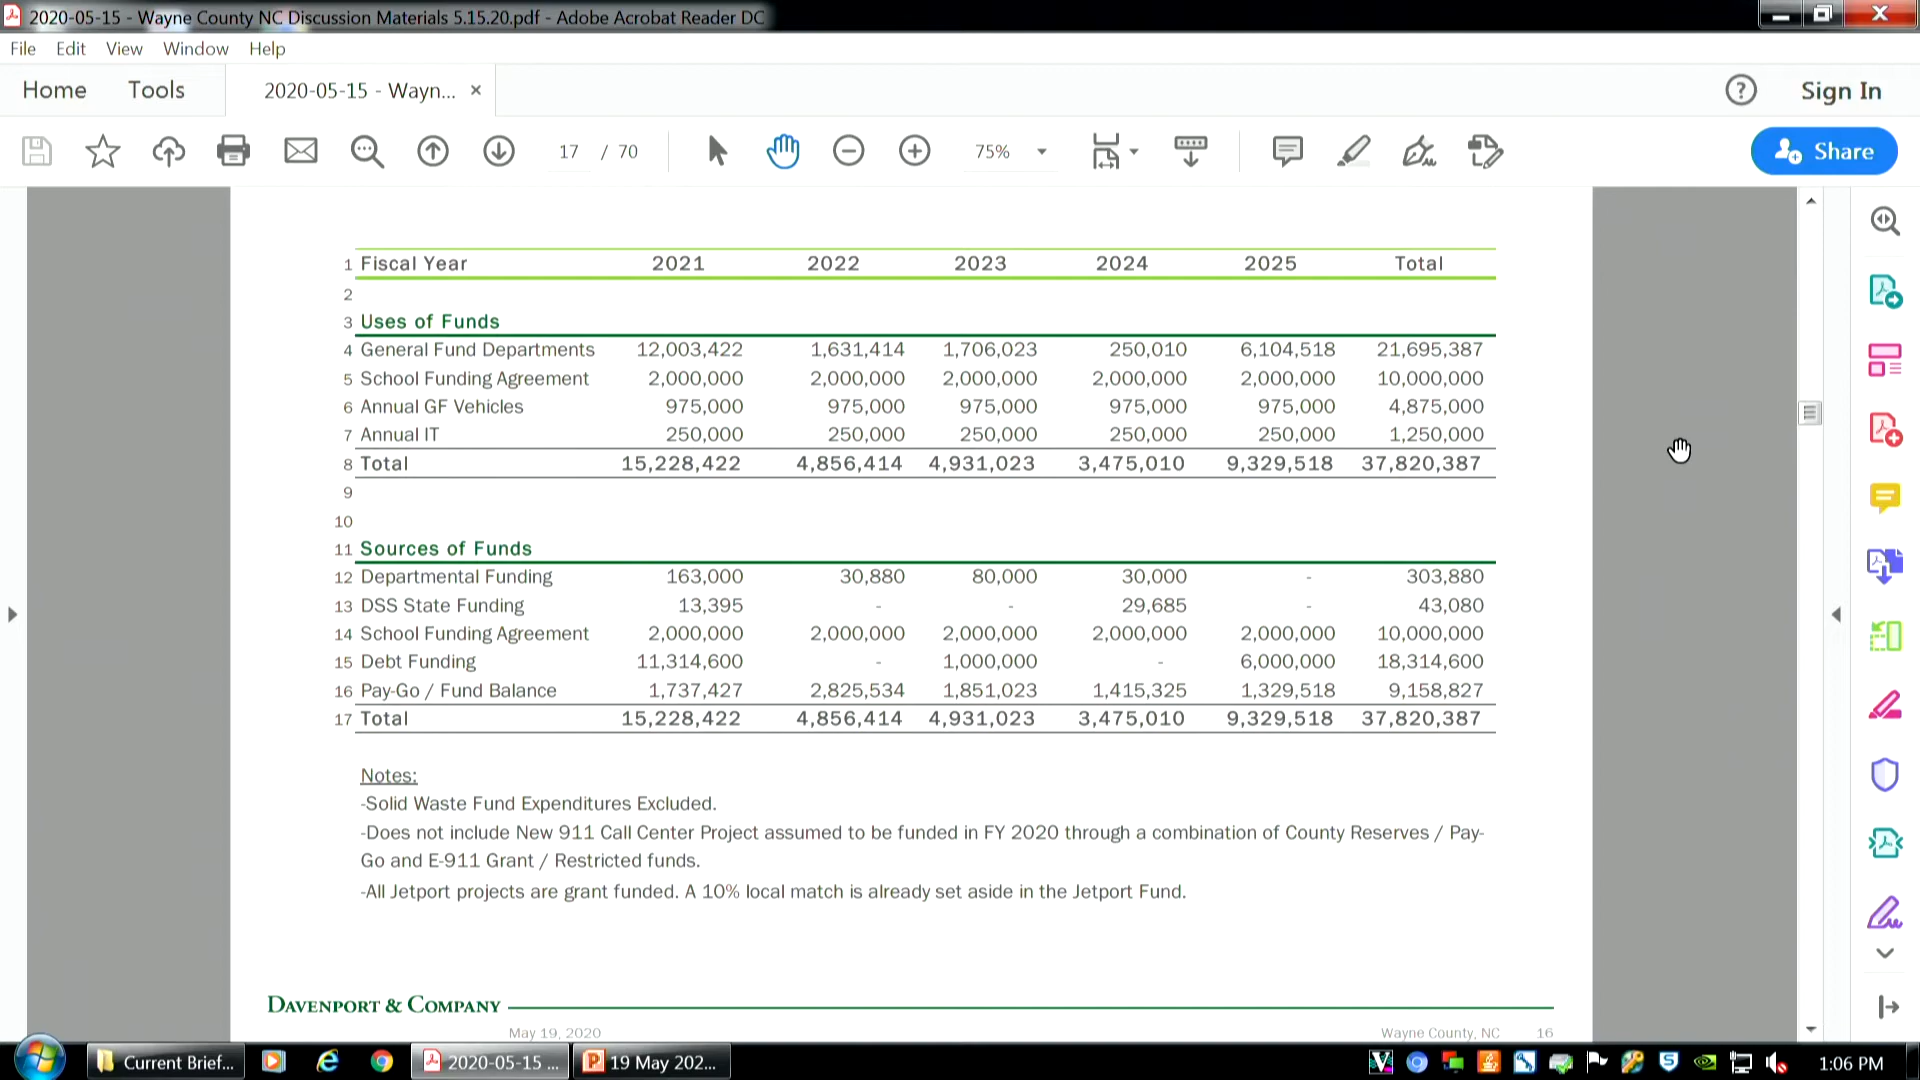 2020-05-15 - Wayne County NC Discussion Materials 5.15.20.pdf - Adobe Acrobat Reader DC
File Edit View Window Help
Home Tools 2020-05-15 - Wayn... × ? Sign In
17 / 70 75% Share
1 Fiscal Year 2021 2022 2023 2024 2025 Total
2
3 Uses of Funds
4 General Fund Departments 12,003,422 1,631,414 1,706,023 250,010 6,104,518 21,695,387
5 School Funding Agreement 2,000,000 2,000,000 2,000,000 2,000,000 2,000,000 10,000,000
6 Annual GF Vehicles 975,000 975,000 975,000 975,000 975,000 4,875,000
7 Annual IT 250,000 250,000 250,000 250,000 250,000 1,250,000
8 Total 15,228,422 4,856,414 4,931,023 3,475,010 9,329,518 37,820,387
9
10
11 Sources of Funds
12 Departmental Funding 163,000 30,880 80,000 30,000 - 303,880
13 DSS State Funding 13,395 - - 29,685 - 43,080
14 School Funding Agreement 2,000,000 2,000,000 2,000,000 2,000,000 2,000,000 10,000,000
15 Debt Funding 11,314,600 - 1,000,000 - 6,000,000 18,314,600
16 Pay-Go / Fund Balance 1,737,427 2,825,534 1,851,023 1,415,325 1,329,518 9,158,827
17 Total 15,228,422 4,856,414 4,931,023 3,475,010 9,329,518 37,820,387
Notes:
-Solid Waste Fund Expenditures Excluded.
-Does not include New 911 Call Center Project assumed to be funded in FY 2020 through a combination of County Reserves / Pay-
Go and E-911 Grant / Restricted funds.
-All Jetport projects are grant funded. A 10% local match is already set aside in the Jetport Fund.
DAVENPORT & COMPANY
May 19, 2020 Wayne County, NC 16
Current Brief... 2020-05-15 ... 19 May 202... 1:06 PM